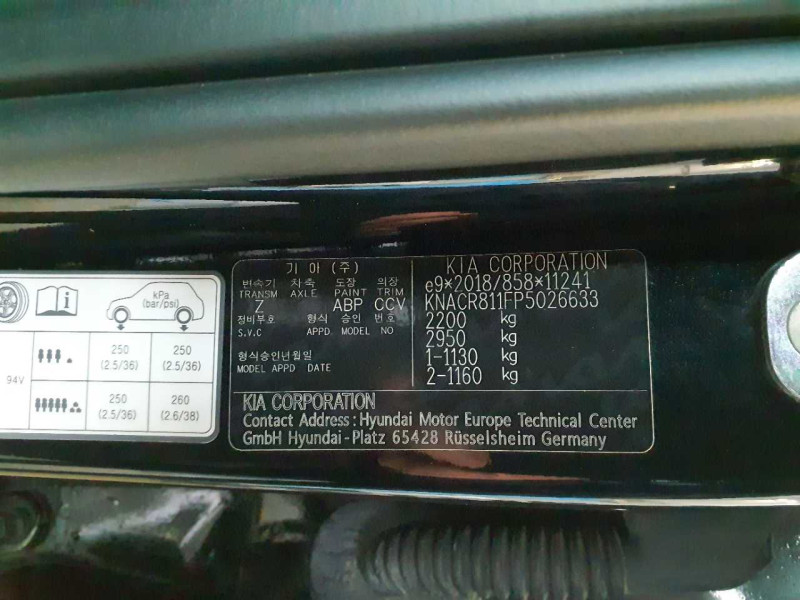 kPa
(bar/psi)
94V
250
(2.5/36)
250
(2.5/36)
250
(2.5/36)
260
(2.6/38)
기 아 (주)
변속기 차축 도장 외장
TRANSM AXLE PAINT TRIM
Z ABP CCV
정비부호 형식 승인 번호
S.V.C APPD. MODEL NO
형식승인년월일
MODEL APPD DATE
KIA CORPORATION
e9*2018/858*11241
KNACR811FP5026633
2200 kg
2950 kg
1-1130 kg
2-1160 kg
KIA CORPORATION
Contact Address : Hyundai Motor Europe Technical Center
GmbH Hyundai-Platz 65428 Rüsselsheim Germany